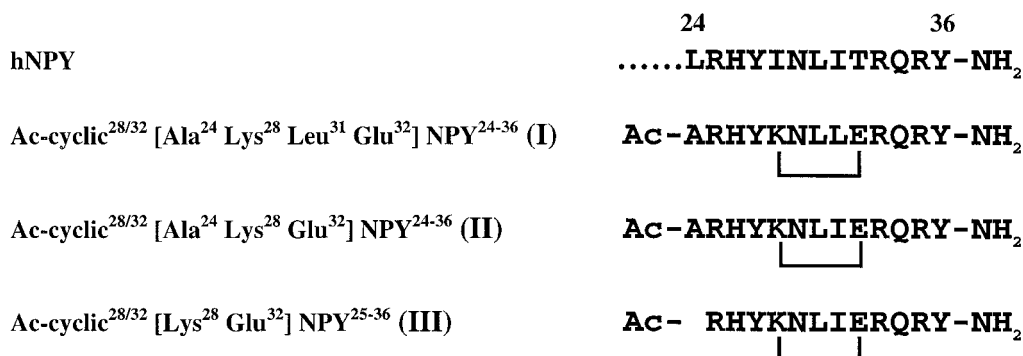 24 36
hNPY ......LRHYINLITRQRY-NH₂
Ac-cyclic²⁸/³² [Ala²⁴ Lys²⁸ Leu³¹ Glu³²] NPY²⁴⁻³⁶ (I) Ac-ARHYKNLLERQRY-NH₂
Ac-cyclic²⁸/³² [Ala²⁴ Lys²⁸ Glu³²] NPY²⁴⁻³⁶ (II) Ac-ARHYKNLIERQRY-NH₂
Ac-cyclic²⁸/³² [Lys²⁸ Glu³²] NPY²⁵⁻³⁶ (III) Ac- RHYKNLIERQRY-NH₂